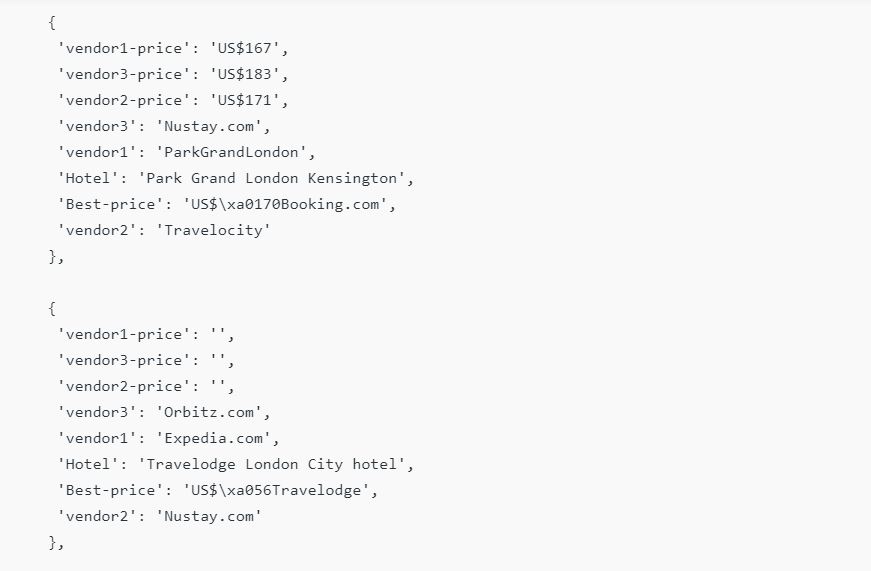 {
'vendor1-price': 'US$167',
'vendor3-price': 'US$183',
'vendor2-price': 'US$171',
'vendor3': 'Nustay.com',
'vendor1': 'ParkGrandLondon',
'Hotel': 'Park Grand London Kensington',
'Best-price': 'US$\xa0170Booking.com',
'vendor2': 'Travelocity'
},
{
'vendor1-price': '',
'vendor3-price': '',
'vendor2-price': '',
'vendor3': 'Orbitz.com',
'vendor1': 'Expedia.com',
'Hotel': 'Travelodge London City hotel',
'Best-price': 'US$\xa056Travelodge',
'vendor2': 'Nustay.com'
},